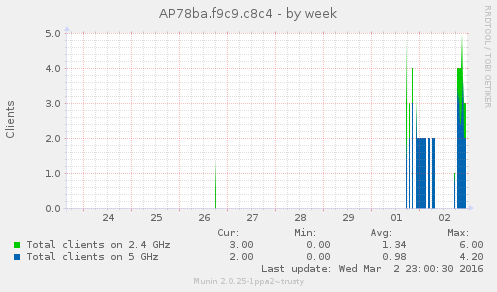 AP78ba.f9c9.c8c4 - by week
RRDTOOL / TOBI OETIKER
Clients
5.0
4.0
3.0
2.0
1.0
0.0
24 25 26 27 28 29 01 02
Cur: Min: Avg: Max:
Total clients on 2.4 GHz 3.00 0.00 1.34 6.00
Total clients on 5 GHz 2.00 0.00 0.98 4.20
Last update: Wed Mar 2 23:00:30 2016
Munin 2.0.25-1ppa2~trusty